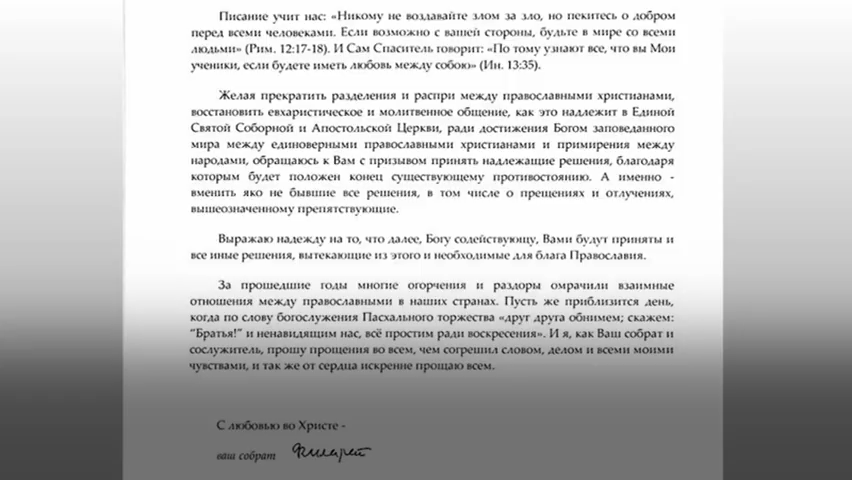 Писание учит нас: «Никому не воздавайте злом за зло, но пекитесь о добром
перед всеми человеками. Если возможно с вашей стороны, будьте в мире со всеми
людьми» (Рим. 12:17-18). И Сам Спаситель говорит: «По тому узнают все, что вы Мои
ученики, если будете иметь любовь между собою» (Ин. 13:35).
Желая прекратить разделения и распри между православными христианами,
восстановить евхаристическое и молитвенное общение, как это надлежит в Единой
Святой Соборной и Апостольской Церкви, ради достижения Богом заповеданного
мира между единоверными православными христианами и примирения между
народами, обращаюсь к Вам с призывом принять надлежащие решения, благодаря
которым будет положен конец существующему противостоянию. А именно -
вменить яко не бывшие все решения, в том числе о прещениях и отлучениях,
вышеозначенному препятствующие.
Выражаю надежду на то, что далее, Богу содействующу, Вами будут приняты и
все иные решения, вытекающие из этого и необходимые для блага Православия.
За прошедшие годы многие огорчения и раздоры омрачили взаимные
отношения между православными в наших странах. Пусть же приблизится день,
когда по слову богослужения Пасхального торжества «друг друга обнимем; скажем:
"Братья!" и ненавидящим нас, всё простим ради воскресения». И я, как Ваш собрат и
сослужитель, прошу прощения во всем, чем согрешил словом, делом и всеми моими
чувствами, и так же от сердца искренне прощаю всем.
С любовью во Христе -
ваш собрат Филарет